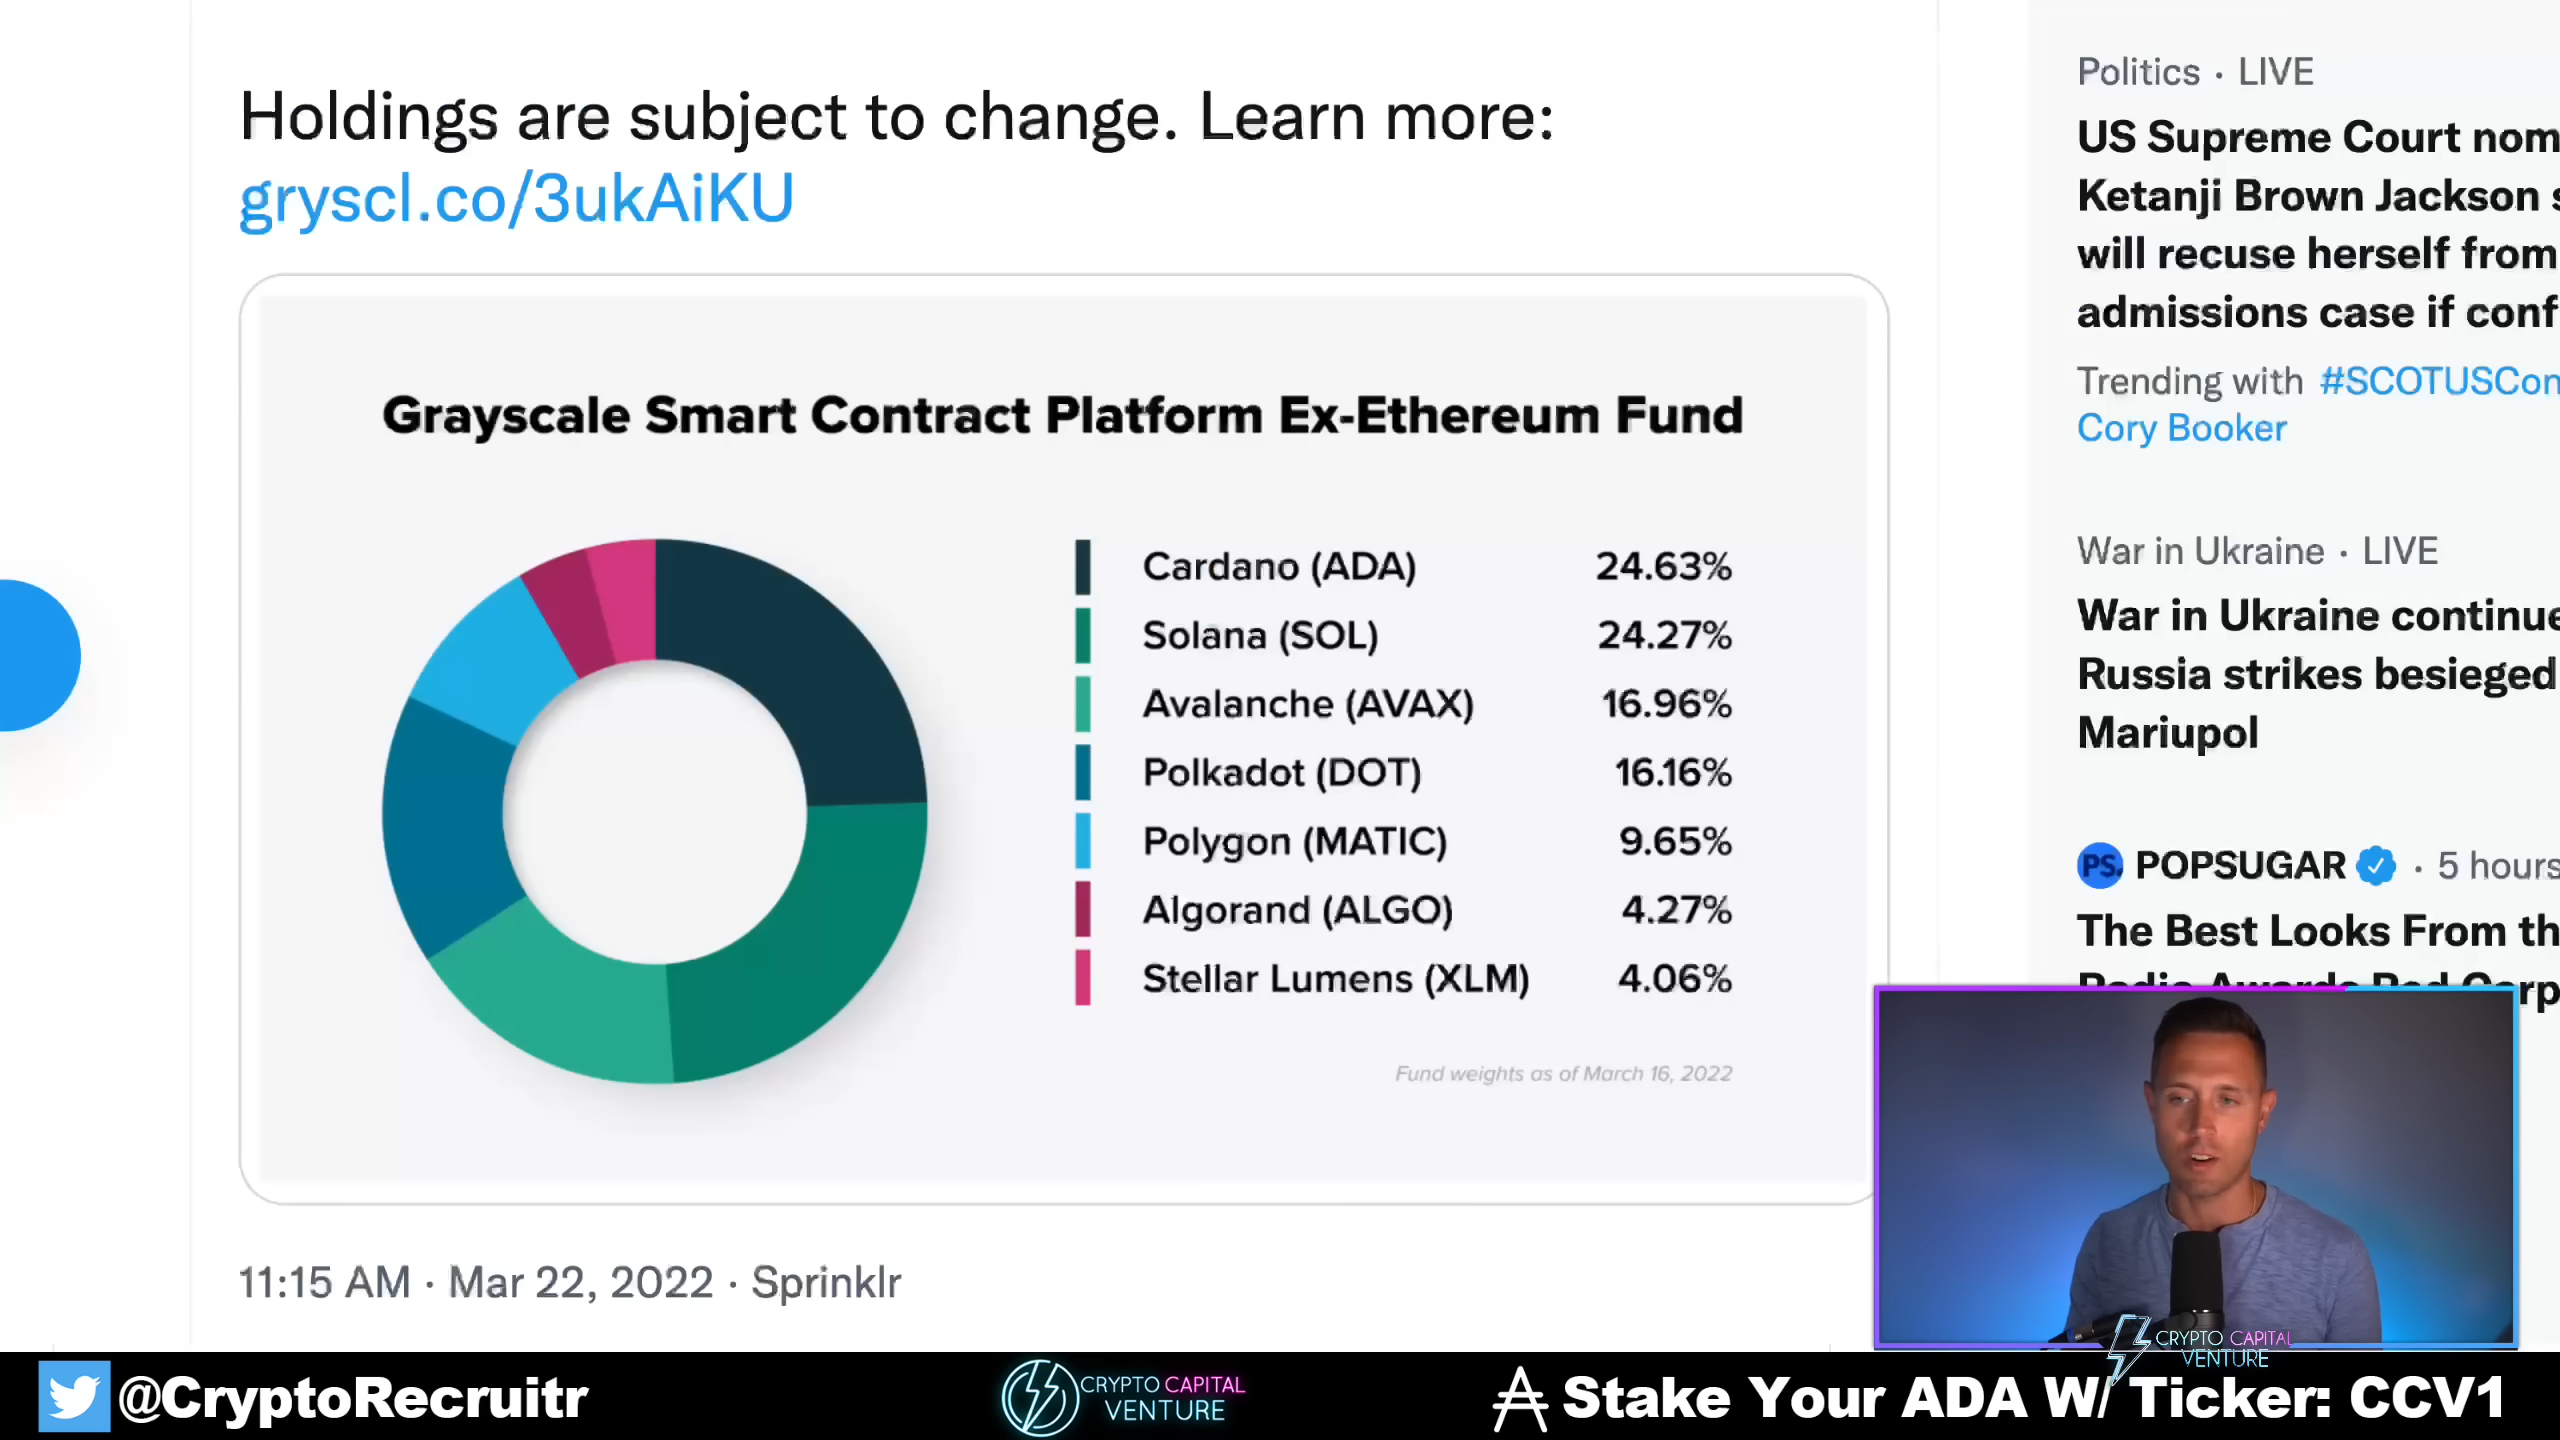 Holdings are subject to change. Learn more:
gryscl.co/3ukAiKU
Grayscale Smart Contract Platform Ex-Ethereum Fund
Cardano (ADA) 24.63%
Solana (SOL) 24.27%
Avalanche (AVAX) 16.96%
Polkadot (DOT) 16.16%
Polygon (MATIC) 9.65%
Algorand (ALGO) 4.27%
Stellar Lumens (XLM) 4.06%
Fund weights as of March 16, 2022
11:15 AM · Mar 22, 2022 · Sprinklr
Politics · LIVE
US Supreme Court nom
Ketanji Brown Jackson s
will recuse herself from
admissions case if conf
Trending with #SCOTUSCon
Cory Booker
War in Ukraine · LIVE
War in Ukraine continue
Russia strikes besieged
Mariupol
PS. POPSUGAR · 5 hours
The Best Looks From th
CRYPTO CAPITAL
VENTURE
@CryptoRecruitr
CRYPTO CAPITAL
VENTURE
Stake Your ADA W/ Ticker: CCV1